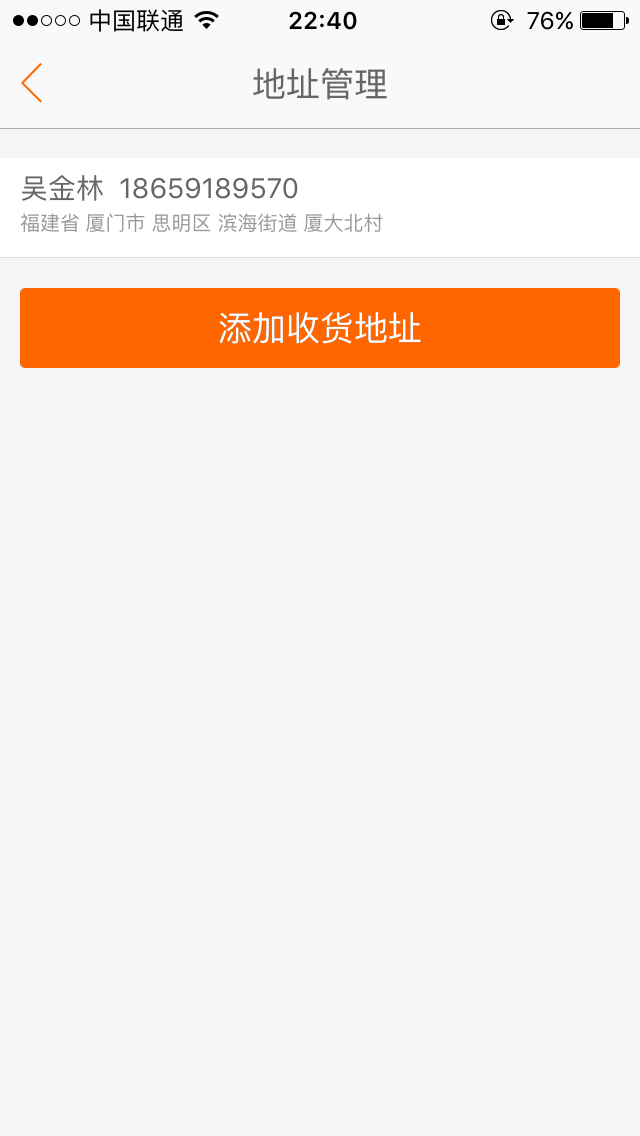 中国联通 22:40 76%
地址管理
吴金林 18659189570
福建省 厦门市 思明区 滨海街道 厦大北村
添加收货地址